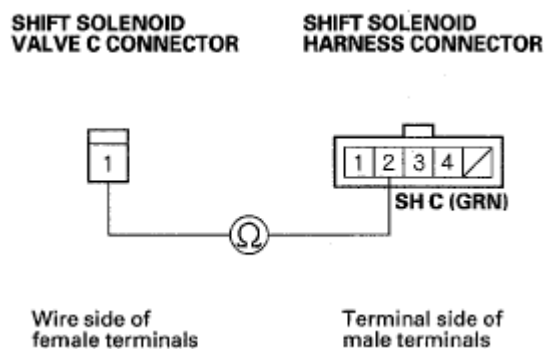 SHIFT SOLENOID
VALVE C CONNECTOR
SHIFT SOLENOID
HARNESS CONNECTOR
1
1 2 3 4
SH C (GRN)
Ω
Wire side of
female terminals
Terminal side of
male terminals